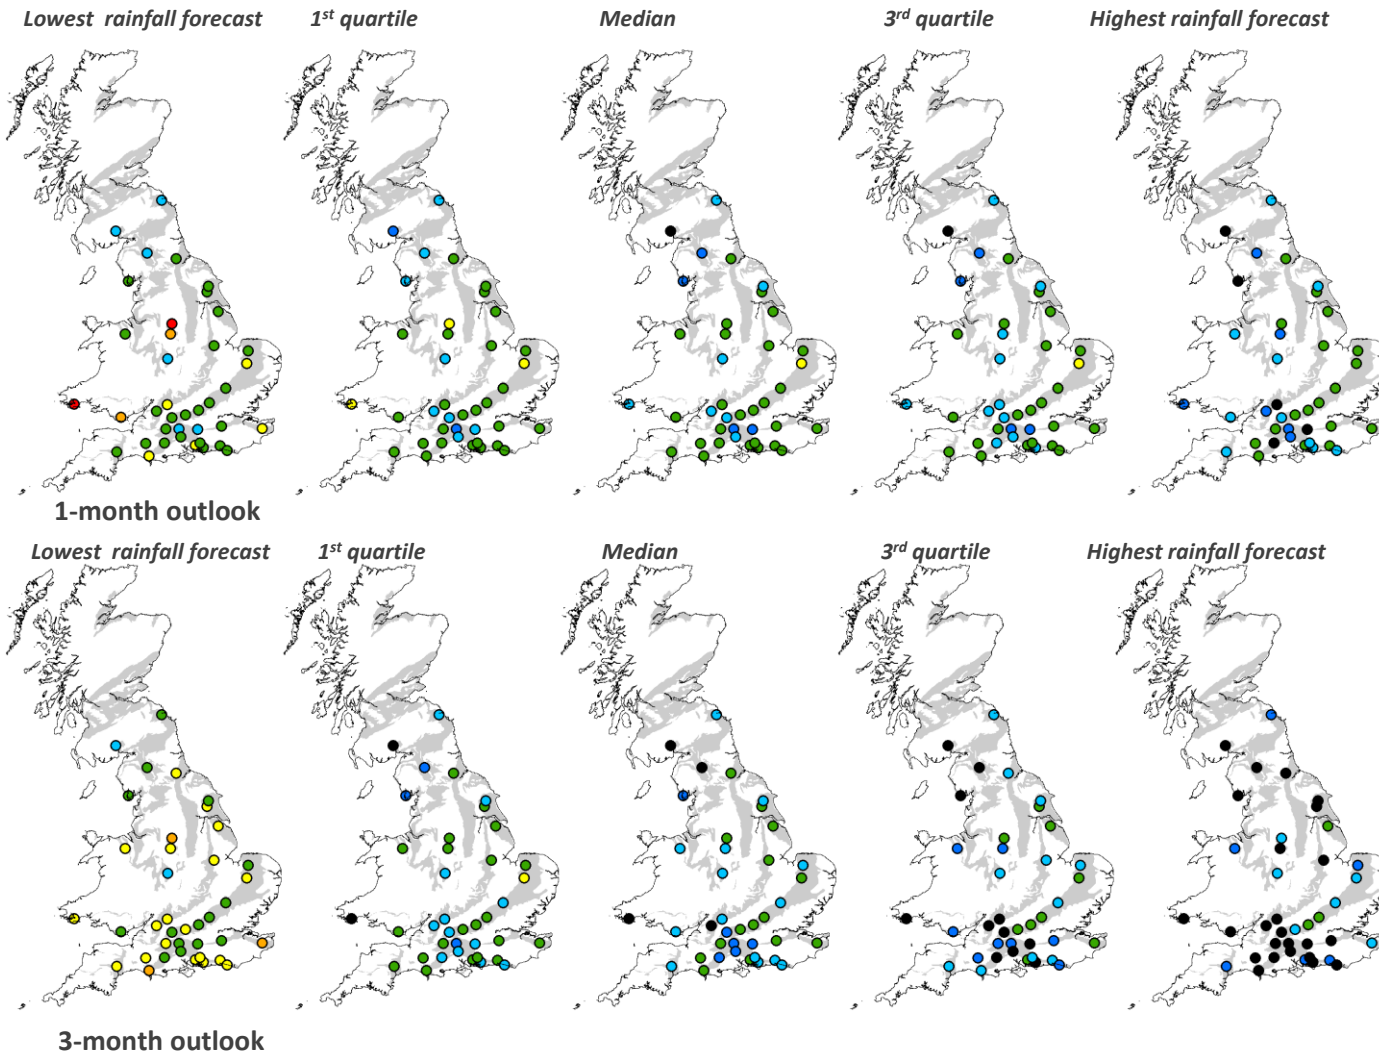 Lowest rainfall forecast
1st quartile
Median
3rd quartile
Highest rainfall forecast
1-month outlook
Lowest rainfall forecast
1st quartile
Median
3rd quartile
Highest rainfall forecast
3-month outlook